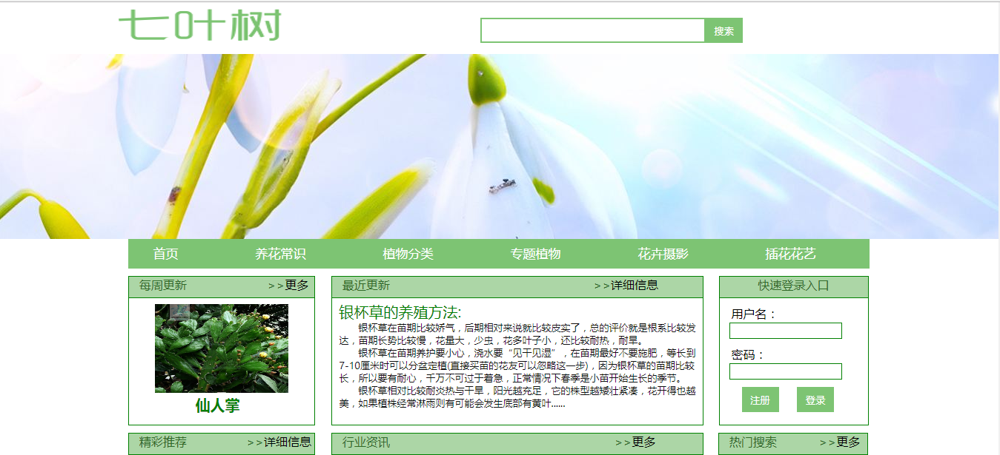 七叶树
搜索
首页 养花常识 植物分类 专题植物 花卉摄影 插花花艺
每周更新 >>更多
仙人掌
最近更新 >>详细信息
银杯草的养殖方法:
银杯草在苗期比较娇气，后期相对来说就比较皮实了，总的评价就是根系比较发
达，苗期长势比较慢，花量大，少虫，花多叶子小，还比较耐热，耐旱。
银杯草在苗期养护要小心，浇水要“见干见湿”，在苗期最好不要施肥，等长到
7-10厘米时可以分盆定植(直接买苗的花友可以忽略这一步)，因为银杯草的苗期比较
长，所以要有耐心，千万不可过于着急，正常情况下春季是小苗开始生长的季节。
银杯草相对比较耐炎热与干旱，阳光越充足，它的株型越矮壮紧凑，花开得也越
美，如果植株经常淋雨则有可能会发生底部有黄叶......
快速登录入口
用户名：
密码：
注册 登录
精彩推荐 >>详细信息
行业资讯 >>更多
热门搜索 >>更多